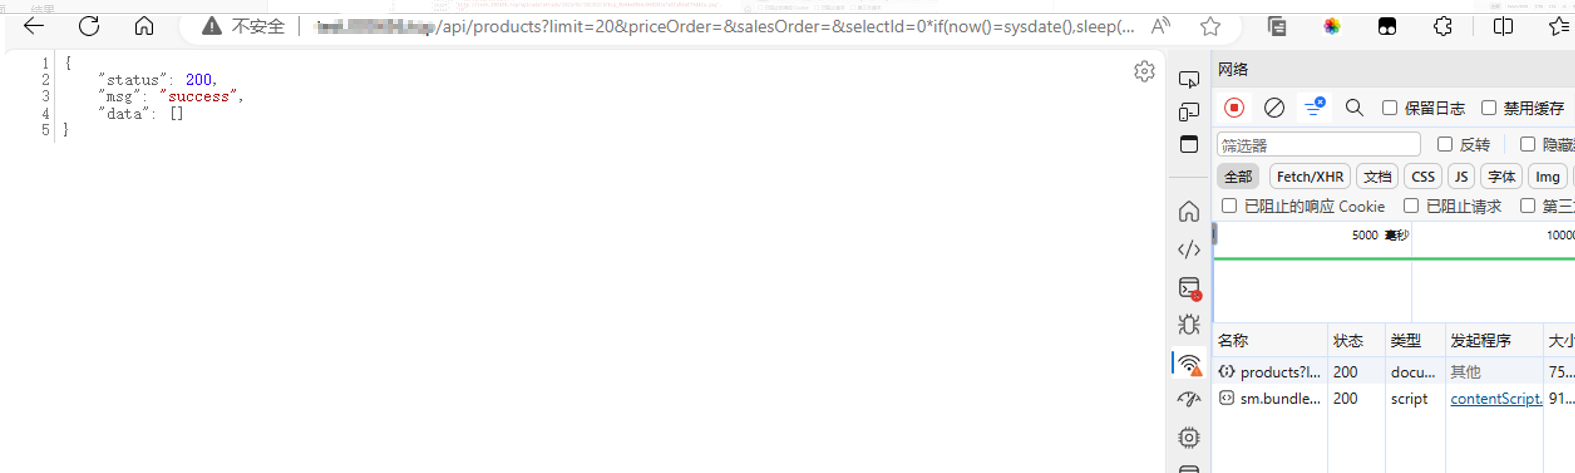 结果
不安全
/api/products?limit=20&priceOrder=&salesOrder=&selectId=0*if(now()=sysdate(),sleep(...
1 {
2 "status": 200,
3 "msg": "success",
4 "data": []
5 }
网络
保留日志 禁用缓存
筛选器 反转 隐藏
全部 Fetch/XHR 文档 CSS JS 字体 Img
已阻止的响应 Cookie 已阻止请求 第三
5000 毫秒 10000
名称 状态 类型 发起程序 大小
products?l... 200 docu... 其他 75...
sm.bundle... 200 script contentScript. 91...